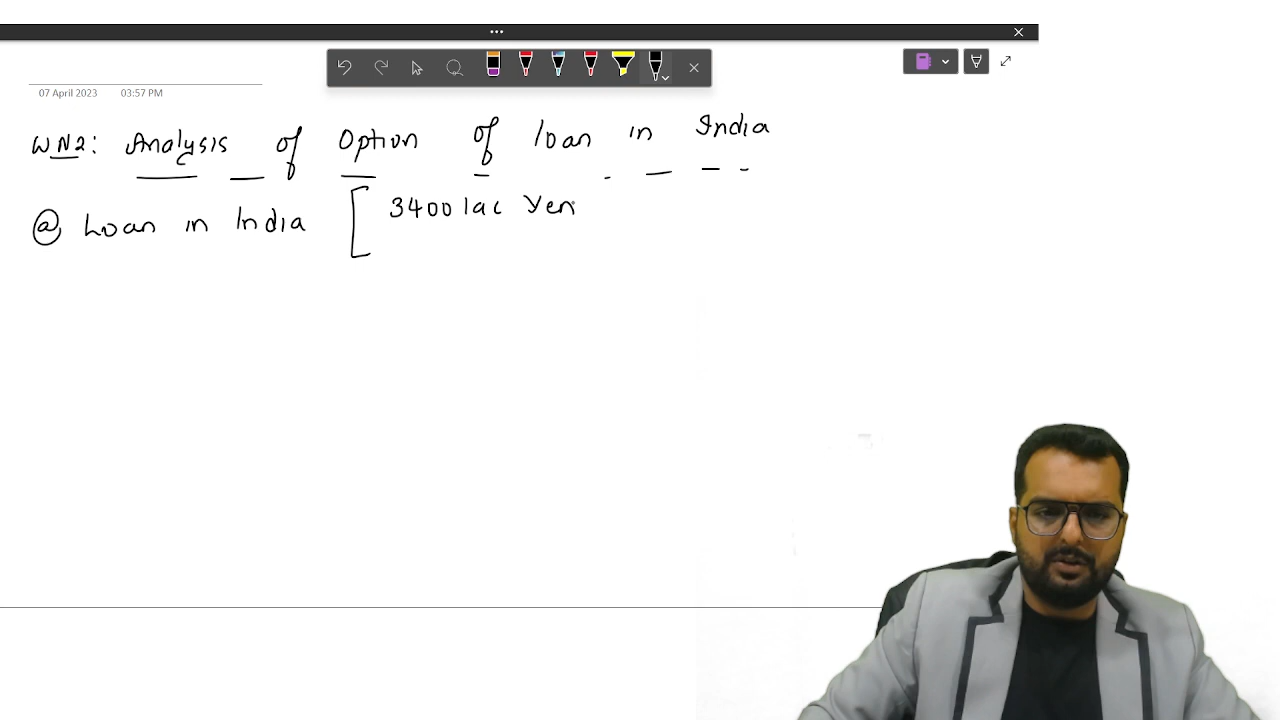 07 April 2023 03:57 PM
WN2: Analysis of Option of loan in India
@ Loan in India [ 3400 lac Yen